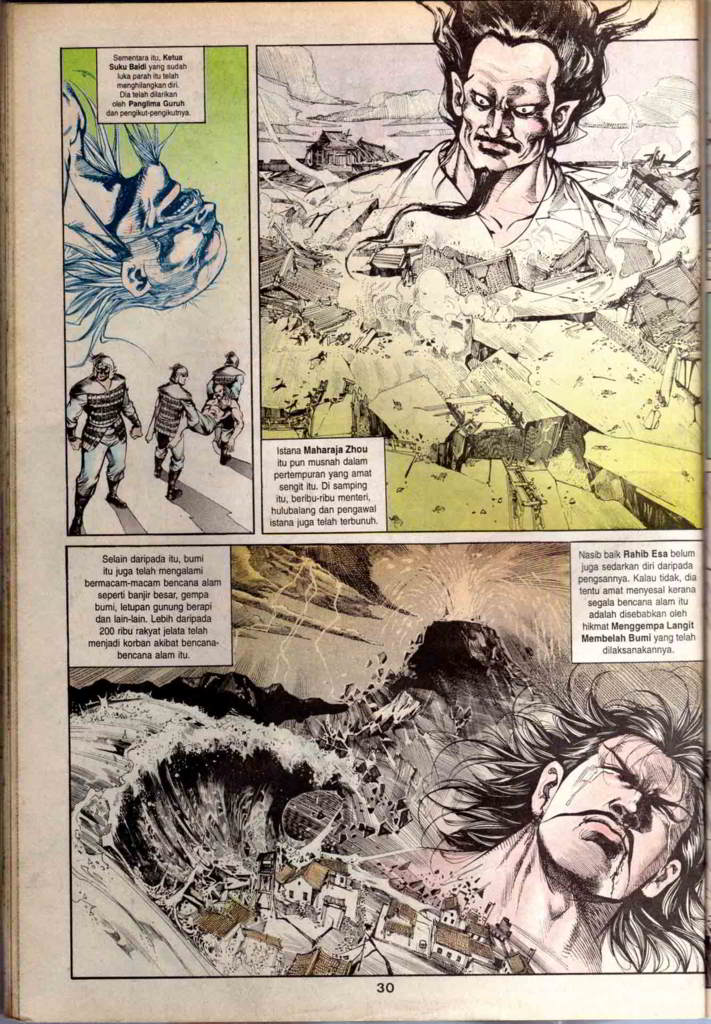 Sementara itu, Ketua
Suku Baidi yang sudah
luka parah itu telah
menghilangkan diri.
Dia telah dilarikan
oleh Panglima Guruh
dan pengikut-pengikutnya.
Istana Maharaja Zhou
itu pun musnah dalam
pertempuran yang amat
sengit itu. Di samping
itu, beribu-ribu menteri,
hulubalang dan pengawal
istana juga telah terbunuh.
Selain daripada itu, bumi
itu juga telah mengalami
bermacam-macam bencana alam
seperti banjir besar, gempa
bumi, letupan gunung berapi
dan lain-lain. Lebih daripada
200 ribu rakyat jelata telah
menjadi korban akibat bencana-
bencana alam itu.
Nasib baik Rahib Esa belum
juga sedarkan diri daripada
pengsannya. Kalau tidak, dia
tentu amat menyesal kerana
segala bencana alam itu
adalah disebabkan oleh
hikmat Menggempa Langit
Membelah Bumi yang telah
dilaksanakannya.
30